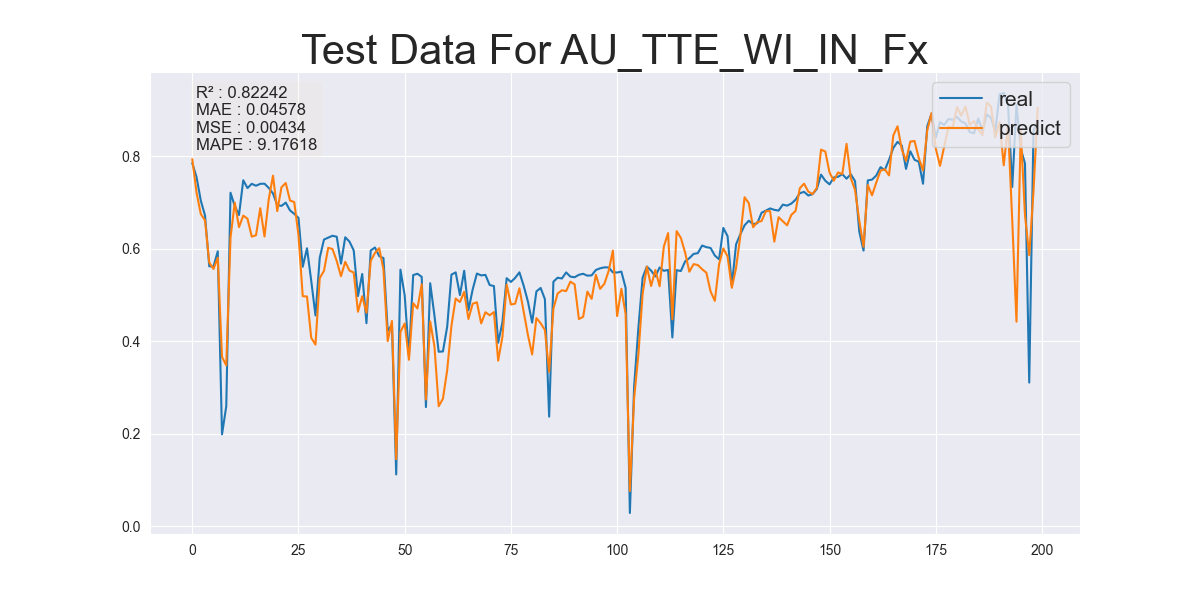 Test Data For AU_TTE_WI_IN_Fx
R² : 0.82242
MAE : 0.04578
MSE : 0.00434
MAPE : 9.17618
real
predict
0.8
0.6
0.4
0.2
0.0
0 25 50 75 100 125 150 175 200